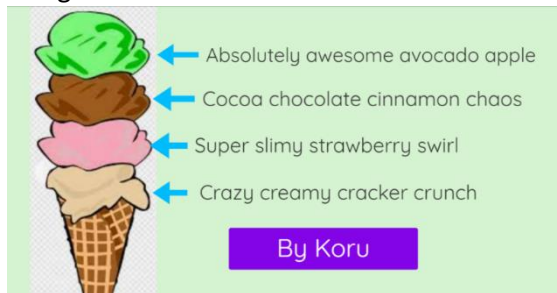 Absolutely awesome avocado apple
Cocoa chocolate cinnamon chaos
Super slimy strawberry swirl
Crazy creamy cracker crunch
By Koru